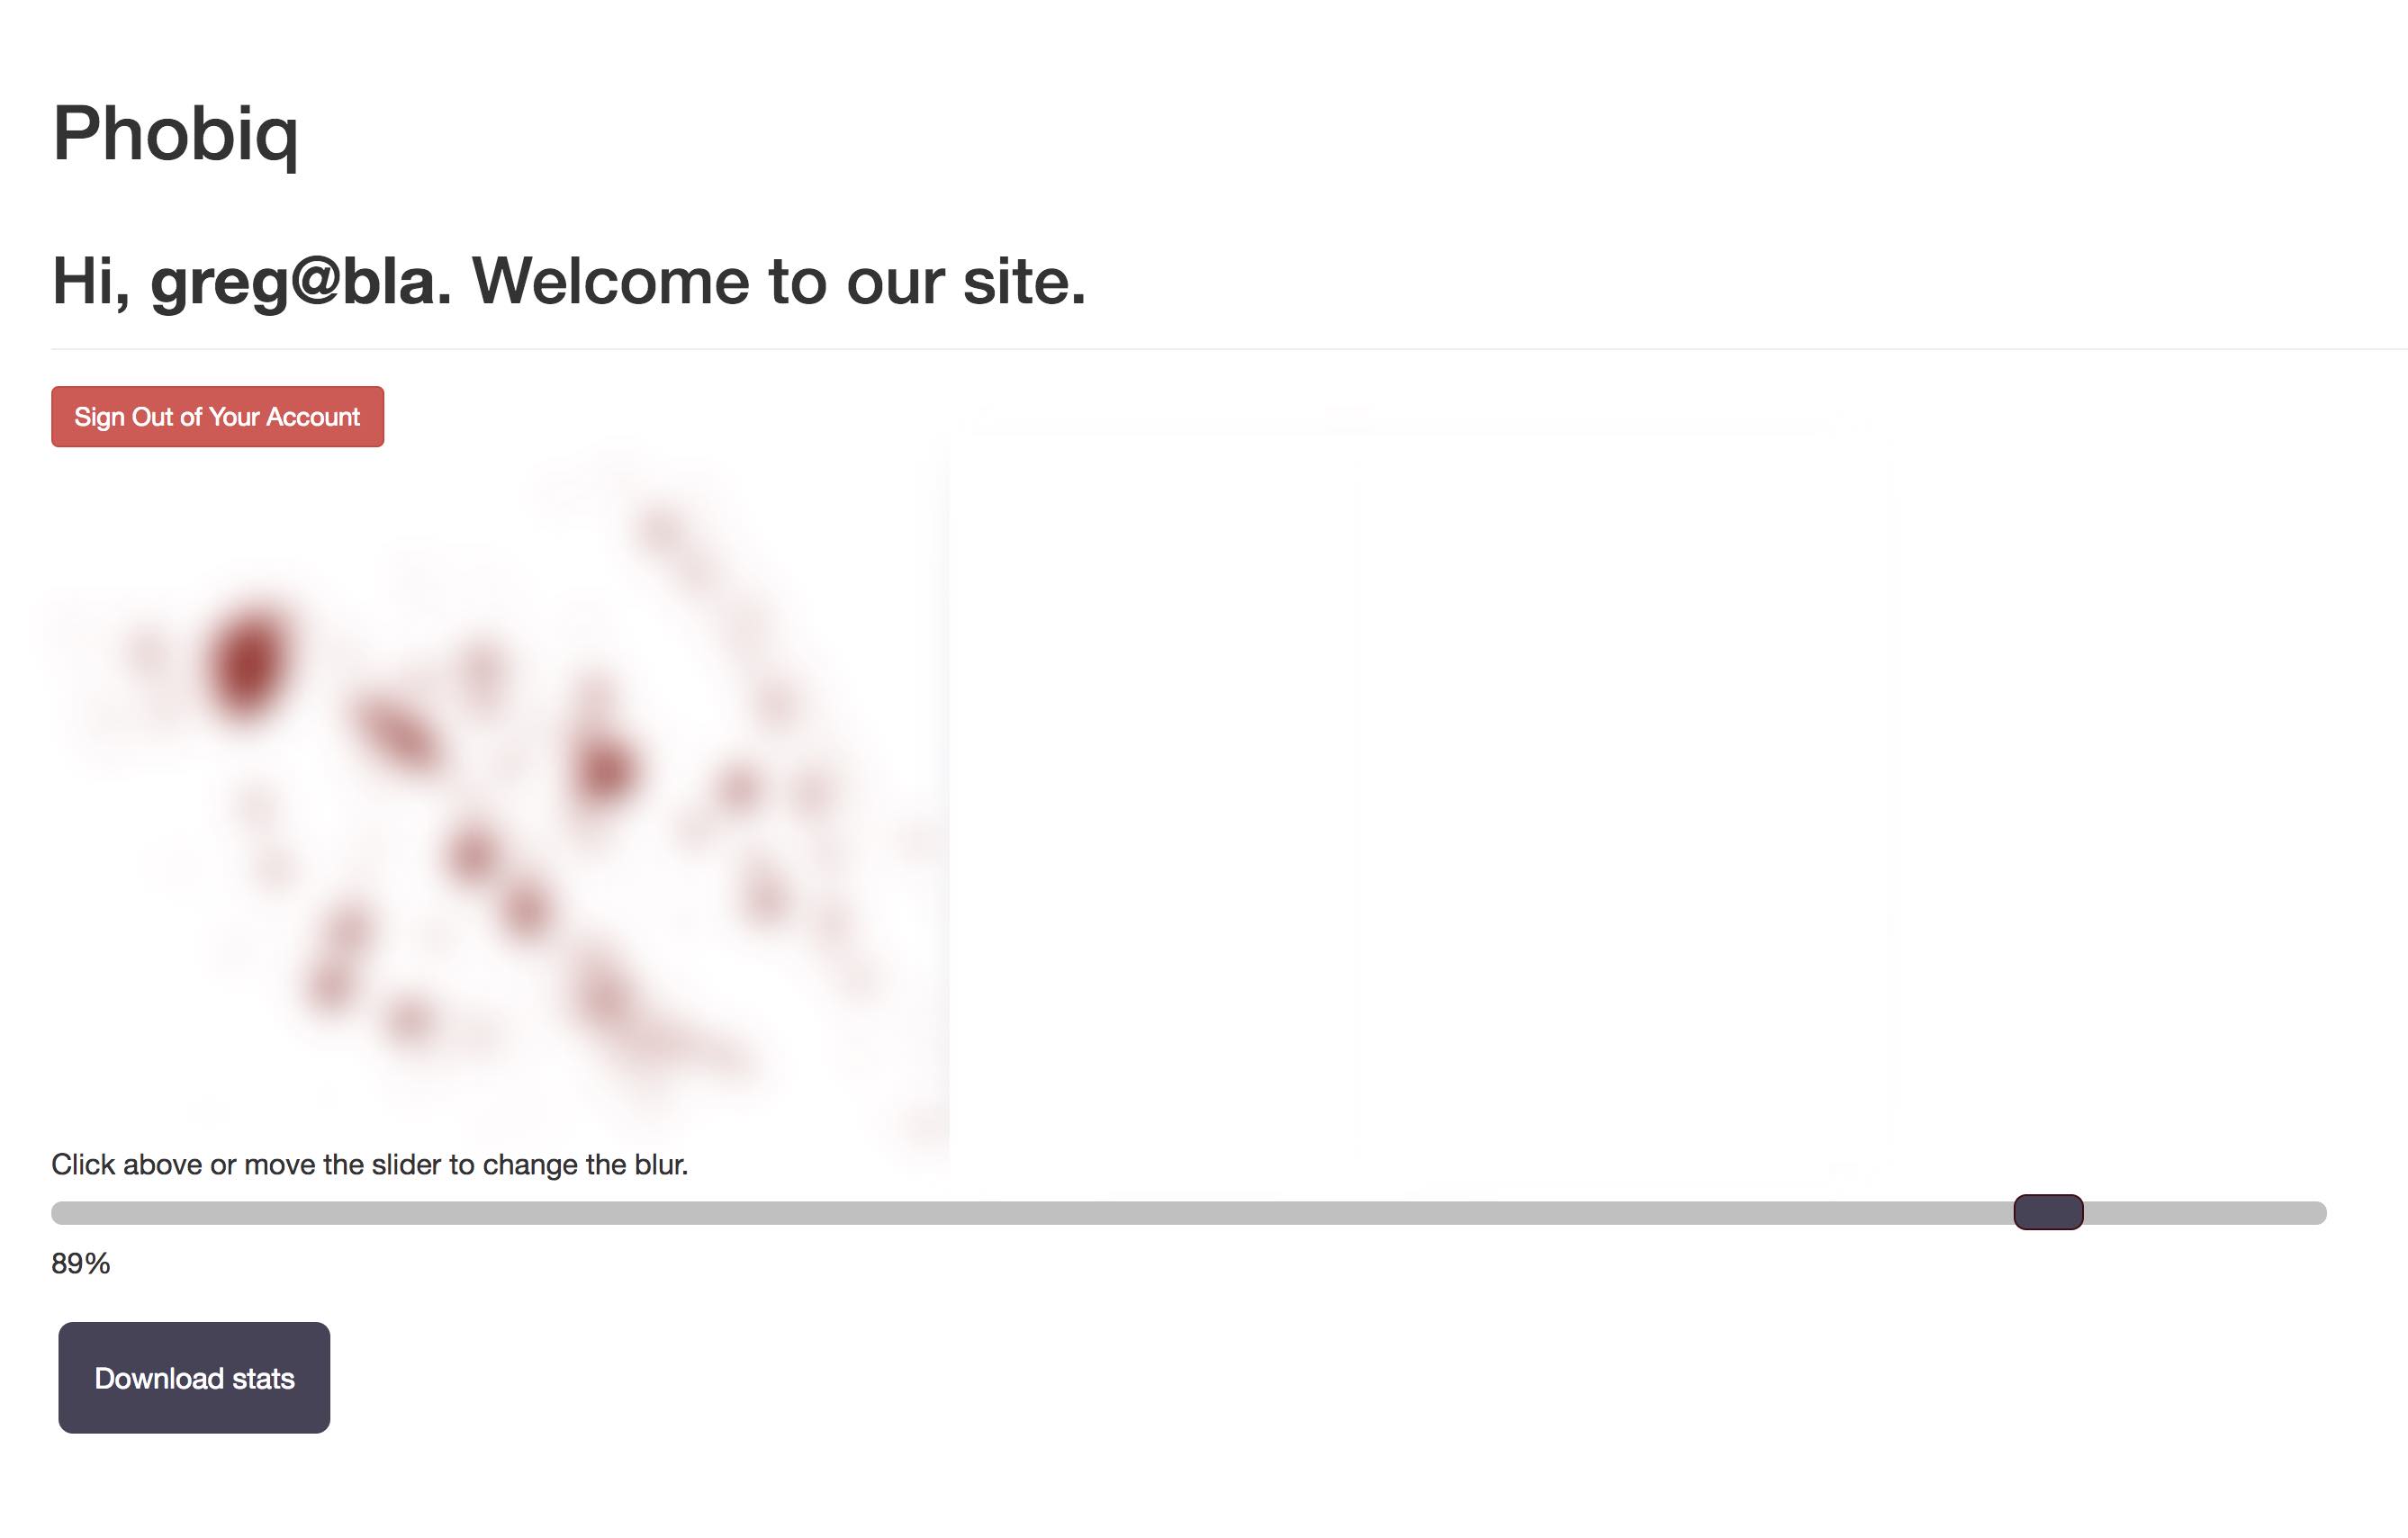 Phobiq
Hi, greg@bla. Welcome to our site.
Sign Out of Your Account
Click above or move the slider to change the blur.
89%
Download stats